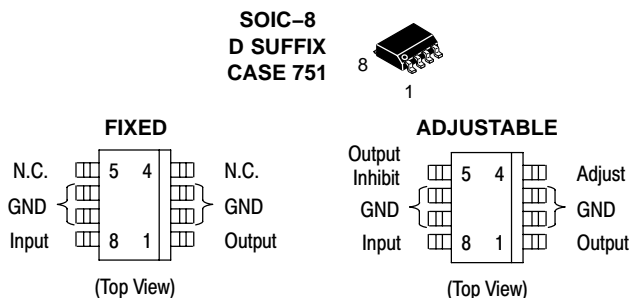 SOIC–8
D SUFFIX
CASE 751
8
1
FIXED
N.C. 5 4 N.C.
GND GND
Input 8 1 Output
(Top View)
ADJUSTABLE
Output
Inhibit 5 4 Adjust
GND GND
Input 8 1 Output
(Top View)